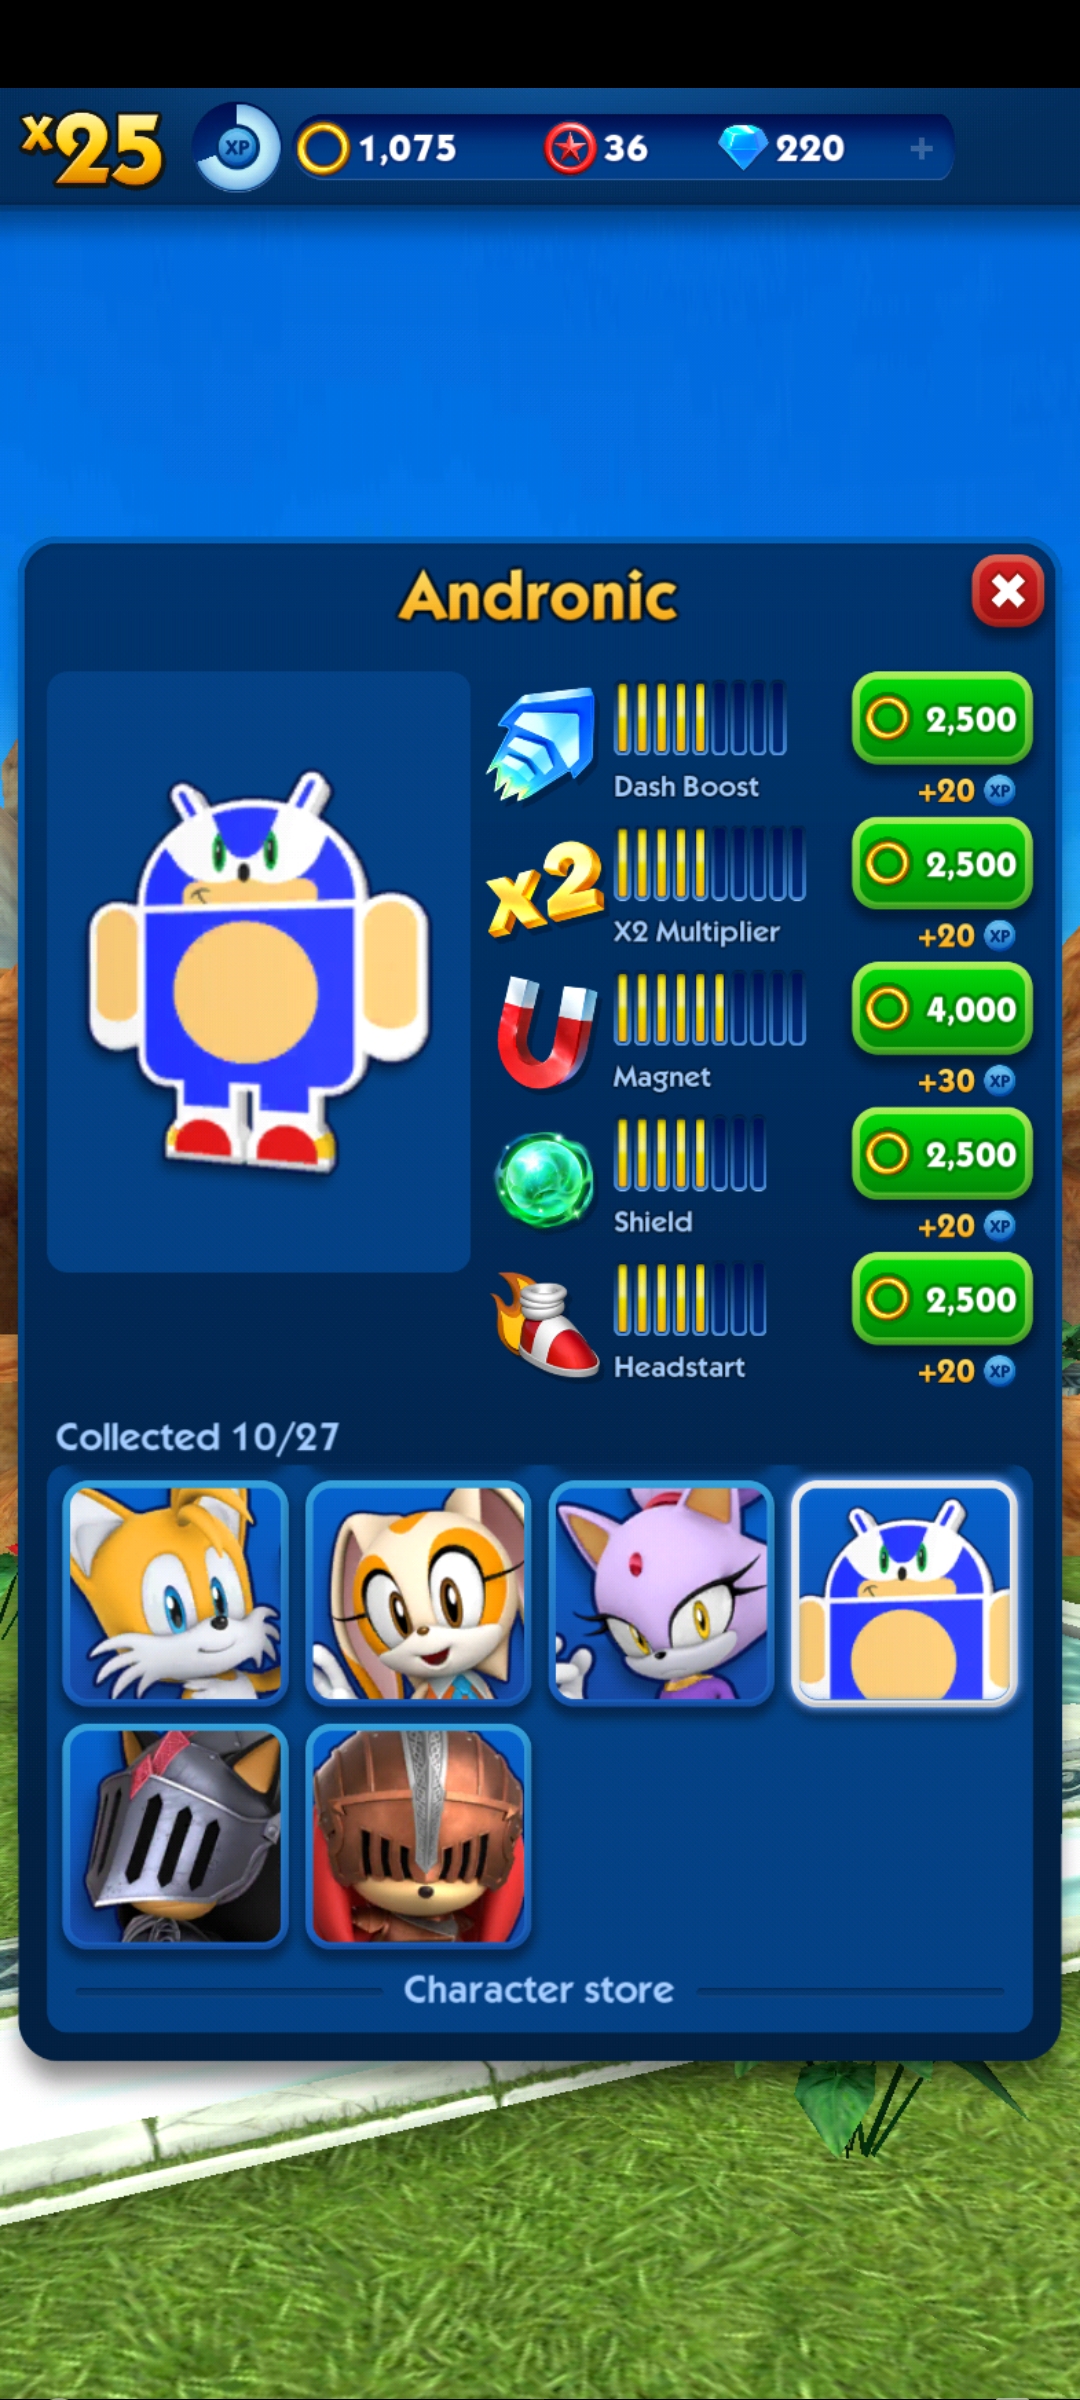 x25 XP 1,075 36 220 +
Andronic
2,500
Dash Boost +20 XP
x2 2,500
X2 Multiplier +20 XP
4,000
Magnet +30 XP
2,500
Shield +20 XP
2,500
Headstart +20 XP
Collected 10/27
Character store